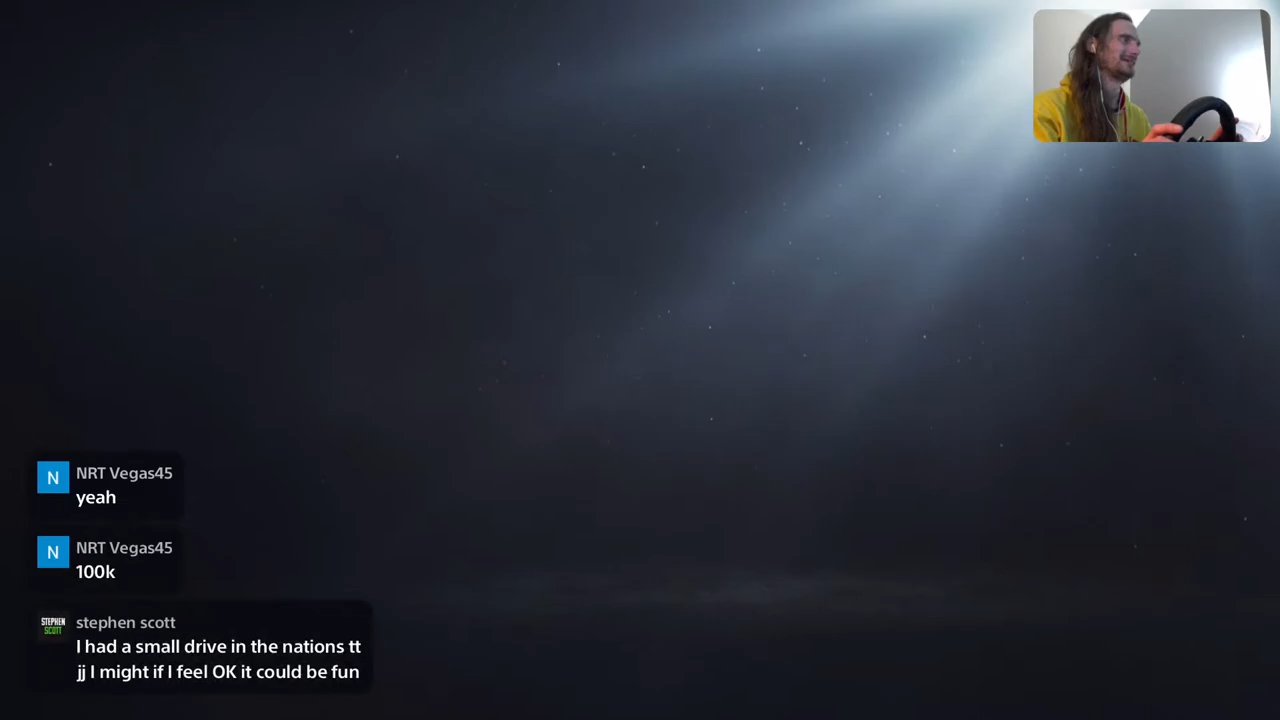 N
NRT Vegas45
yeah
N
NRT Vegas45
100k
STEPHEN
SCOTT
stephen scott
I had a small drive in the nations tt
jj I might if I feel OK it could be fun